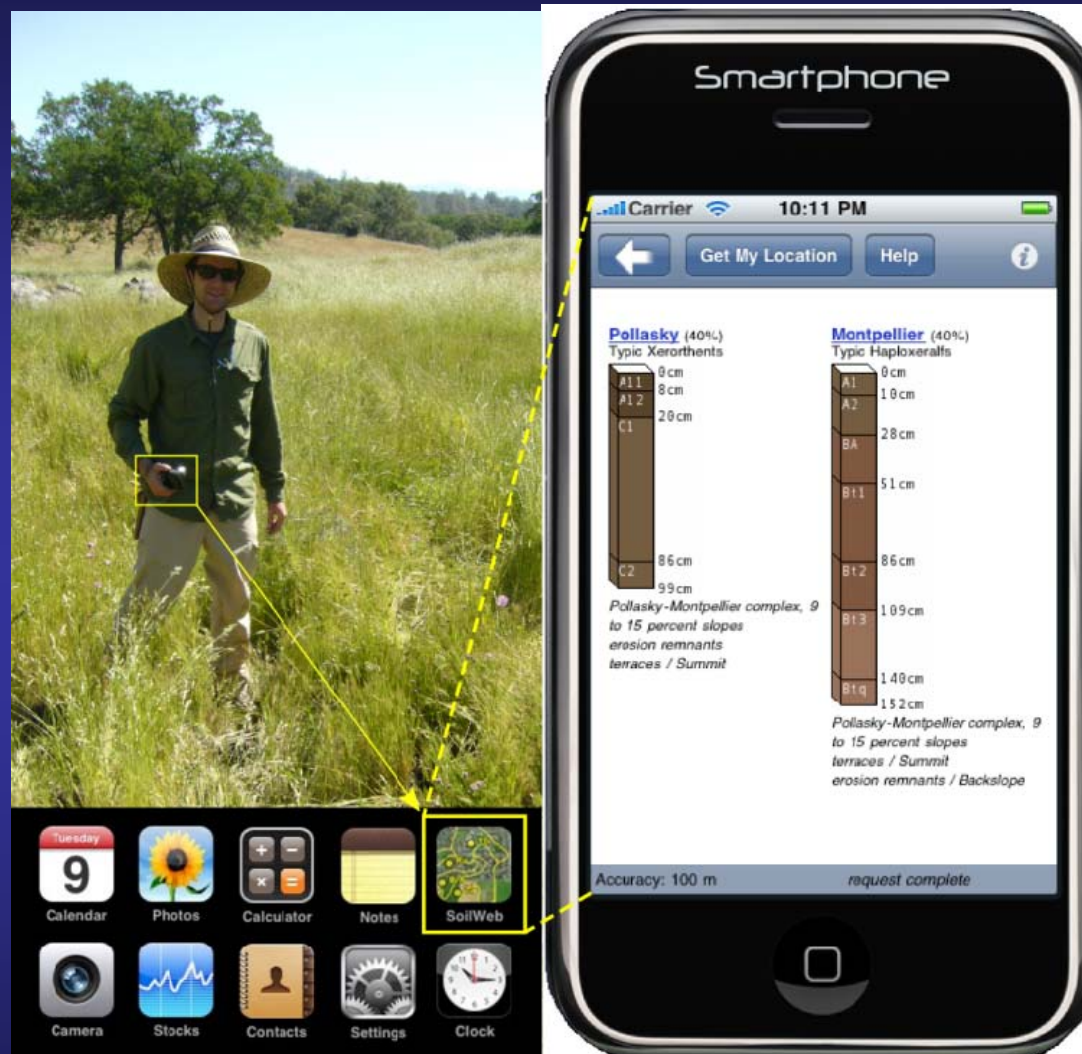 Smartphone
Carrier 10:11 PM
Get My Location Help i
Pollasky (40%)
Typic Xerorthents
0cm
A11
8cm
A12
20cm
C1
86cm
C2
99cm
Pollasky-Montpellier complex, 9
to 15 percent slopes
erosion remnants
terraces / Summit
Montpellier (40%)
Typic Haploxeralfs
0cm
A1
10cm
A2
28cm
BA
51cm
Bt1
86cm
Bt2
109cm
Bt3
140cm
Btq
152cm
Pollasky-Montpellier complex, 9
to 15 percent slopes
terraces / Summit
erosion remnants / Backslope
Accuracy: 100 m request complete
Tuesday
9
Calendar Photos Calculator Notes SoilWeb
Camera Stocks Contacts Settings Clock